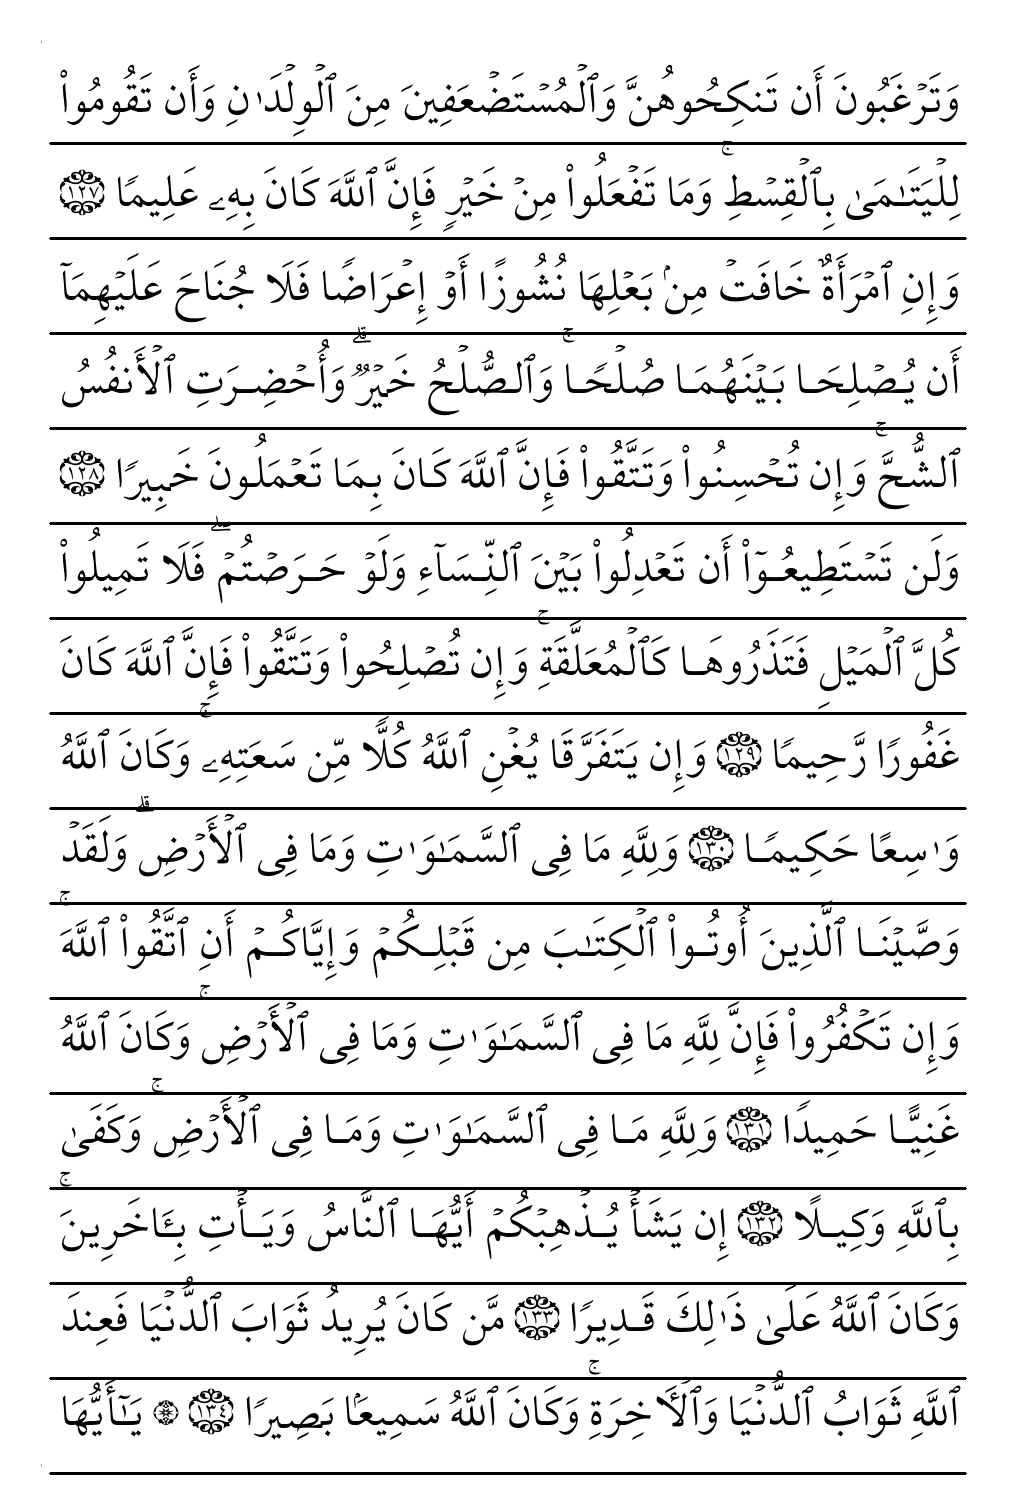 وَتَرۡغَبُونَ أَن تَنكِحُوهُنَّ وَٱلۡمُسۡتَضۡعَفِينَ مِنَ ٱلۡوِلۡدَٰنِ وَأَن تَقُومُواْ
لِلۡيَتَٰمَىٰ بِٱلۡقِسۡطِۚ وَمَا تَفۡعَلُواْ مِنۡ خَيۡرٖ فَإِنَّ ٱللَّهَ كَانَ بِهِۦ عَلِيمٗا ١٢٧
وَإِنِ ٱمۡرَأَةٌ خَافَتۡ مِنۢ بَعۡلِهَا نُشُوزًا أَوۡ إِعۡرَاضٗا فَلَا جُنَاحَ عَلَيۡهِمَآ
أَن يُصۡلِحَا بَيۡنَهُمَا صُلۡحٗاۚ وَٱلصُّلۡحُ خَيۡرٞۗ وَأُحۡضِرَتِ ٱلۡأَنفُسُ
ٱلشُّحَّۚ وَإِن تُحۡسِنُواْ وَتَتَّقُواْ فَإِنَّ ٱللَّهَ كَانَ بِمَا تَعۡمَلُونَ خَبِيرٗا ١٢٨
وَلَن تَسۡتَطِيعُوٓاْ أَن تَعۡدِلُواْ بَيۡنَ ٱلنِّسَآءِ وَلَوۡ حَرَصۡتُمۡۖ فَلَا تَمِيلُواْ
كُلَّ ٱلۡمَيۡلِ فَتَذَرُوهَا كَٱلۡمُعَلَّقَةِۚ وَإِن تُصۡلِحُواْ وَتَتَّقُواْ فَإِنَّ ٱللَّهَ كَانَ
غَفُورٗا رَّحِيمٗا ١٢٩ وَإِن يَتَفَرَّقَا يُغۡنِ ٱللَّهُ كُلّٗا مِّن سَعَتِهِۦۚ وَكَانَ ٱللَّهُ
وَٰسِعًا حَكِيمٗا ١٣٠ وَلِلَّهِ مَا فِي ٱلسَّمَٰوَٰتِ وَمَا فِي ٱلۡأَرۡضِۗ وَلَقَدۡ
وَصَّيۡنَا ٱلَّذِينَ أُوتُواْ ٱلۡكِتَٰبَ مِن قَبۡلِكُمۡ وَإِيَّاكُمۡ أَنِ ٱتَّقُواْ ٱللَّهَۚ
وَإِن تَكۡفُرُواْ فَإِنَّ لِلَّهِ مَا فِي ٱلسَّمَٰوَٰتِ وَمَا فِي ٱلۡأَرۡضِۚ وَكَانَ ٱللَّهُ
غَنِيًّا حَمِيدٗا ١٣١ وَلِلَّهِ مَا فِي ٱلسَّمَٰوَٰتِ وَمَا فِي ٱلۡأَرۡضِۚ وَكَفَىٰ
بِٱللَّهِ وَكِيلًا ١٣٢ إِن يَشَأۡ يُذۡهِبۡكُمۡ أَيُّهَا ٱلنَّاسُ وَيَأۡتِ بِـَٔاخَرِينَۚ
وَكَانَ ٱللَّهُ عَلَىٰ ذَٰلِكَ قَدِيرٗا ١٣٣ مَّن كَانَ يُرِيدُ ثَوَابَ ٱلدُّنۡيَا فَعِندَ
ٱللَّهِ ثَوَابُ ٱلدُّنۡيَا وَٱلۡأٓخِرَةِۚ وَكَانَ ٱللَّهُ سَمِيعَۢا بَصِيرٗا ١٣٤ ۞ يَٰٓأَيُّهَا